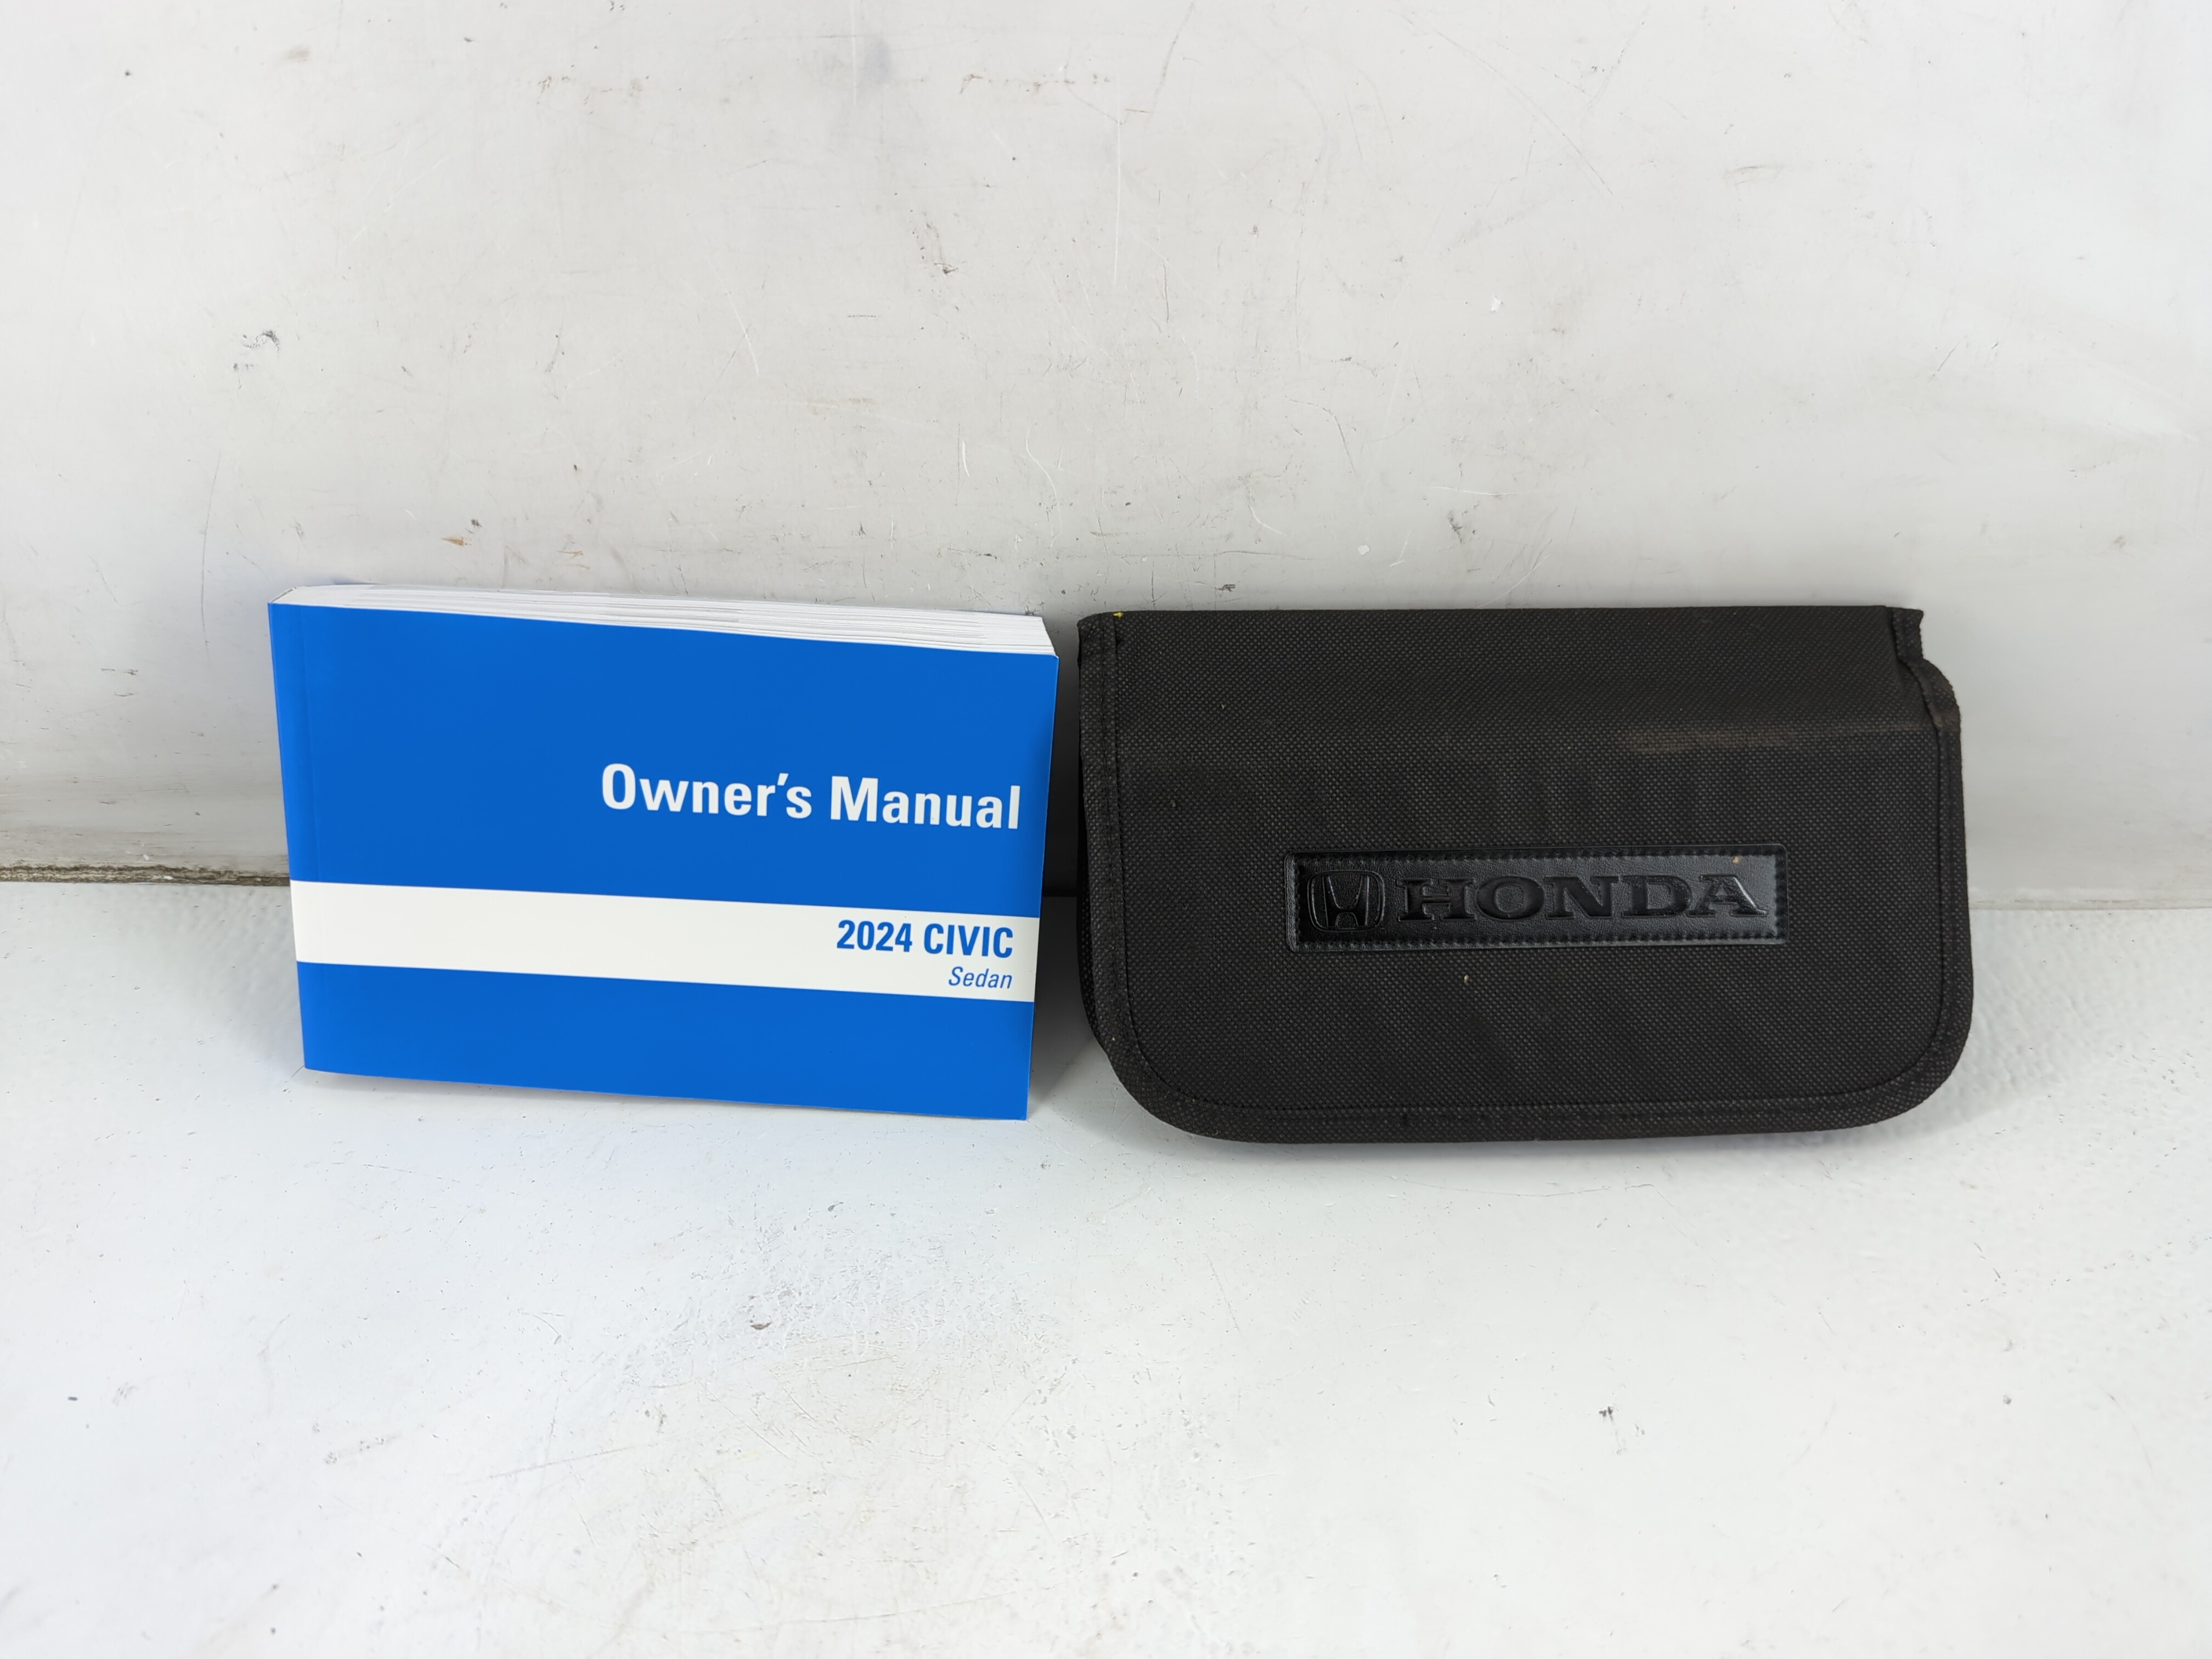 Owner's Manual
2024 CIVIC
Sedan
HONDA